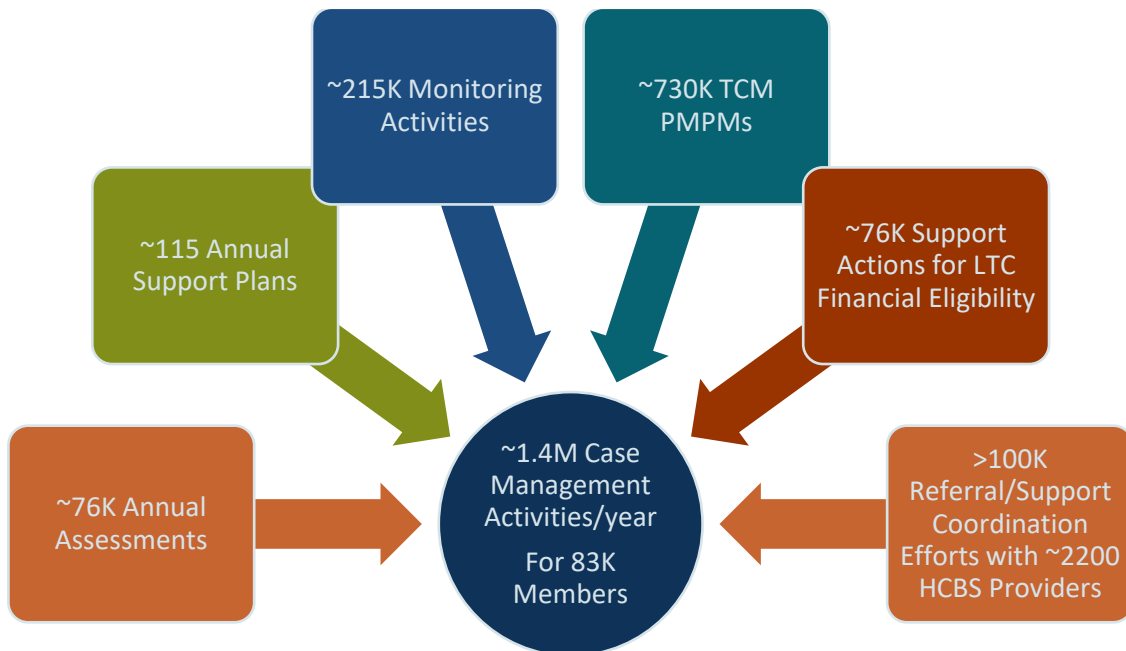 ~215K Monitoring
Activities
~730K TCM
PMPMs
~115 Annual
Support Plans
~76K Support
Actions for LTC
Financial Eligibility
~76K Annual
Assessments
~1.4M Case
Management
Activities/year
For 83K
Members
>100K
Referral/Support
Coordination
Efforts with ~2200
HCBS Providers